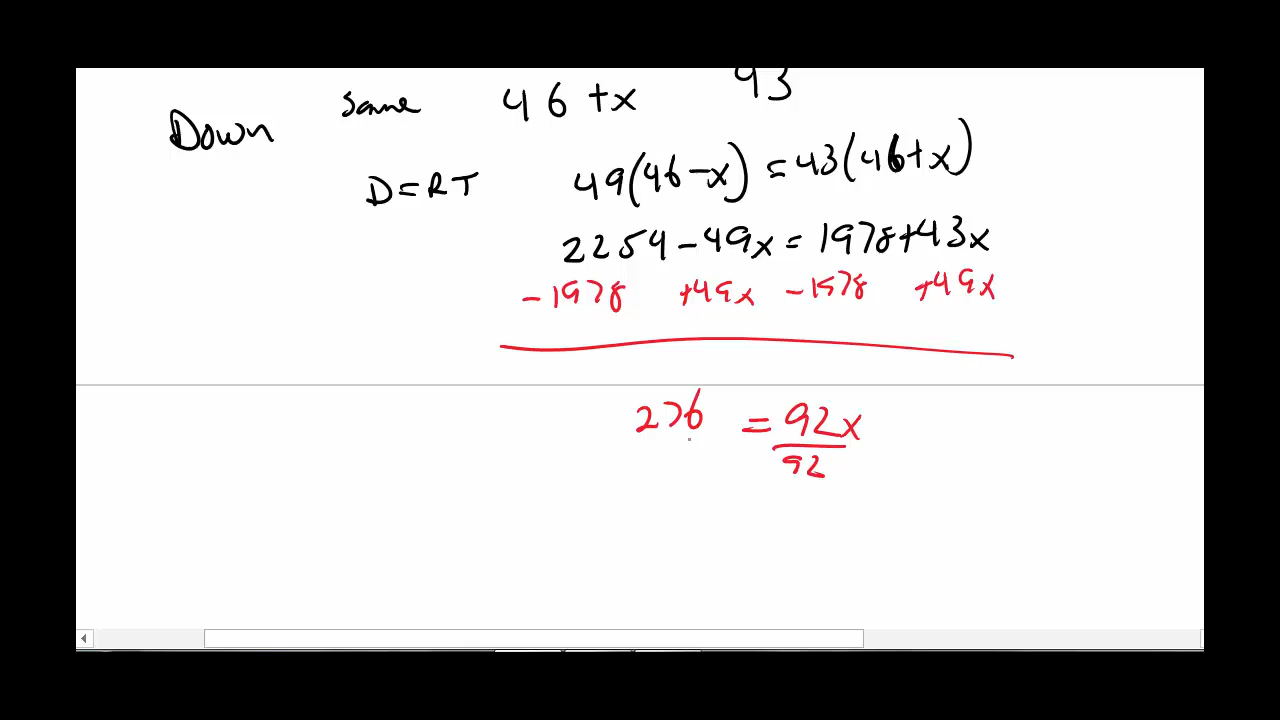 Down same 46 +x 43
D=RT 49(46-x) = 43(46+x)
2254 - 49x = 1978+43x
-1978 +49x -1978 +49x
276 = 92x
92